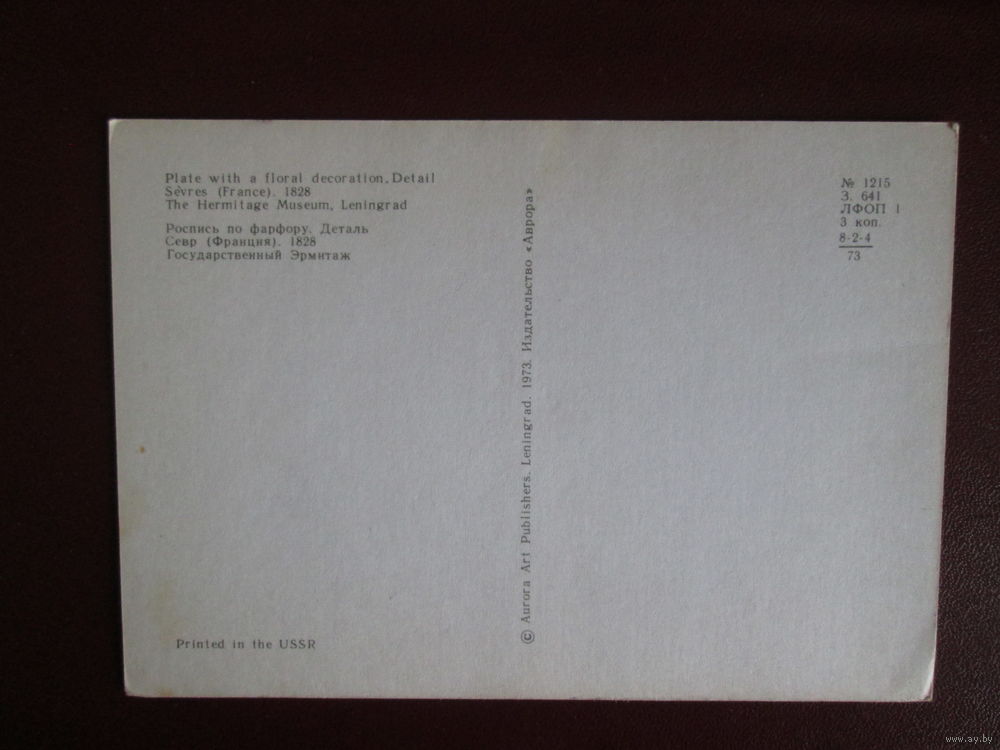 Plate with a floral decoration. Detail
Sèvres (France). 1828
The Hermitage Museum, Leningrad
Роспись по фарфору. Деталь
Севр (Франция). 1828
Государственный Эрмитаж
Printed in the USSR
© Aurora Art Publishers. Leningrad. 1973. Издательство «Аврора»
№ 1215
З. 641
ЛФОП 1
3 коп.
8-2-4
73
www.ay.by